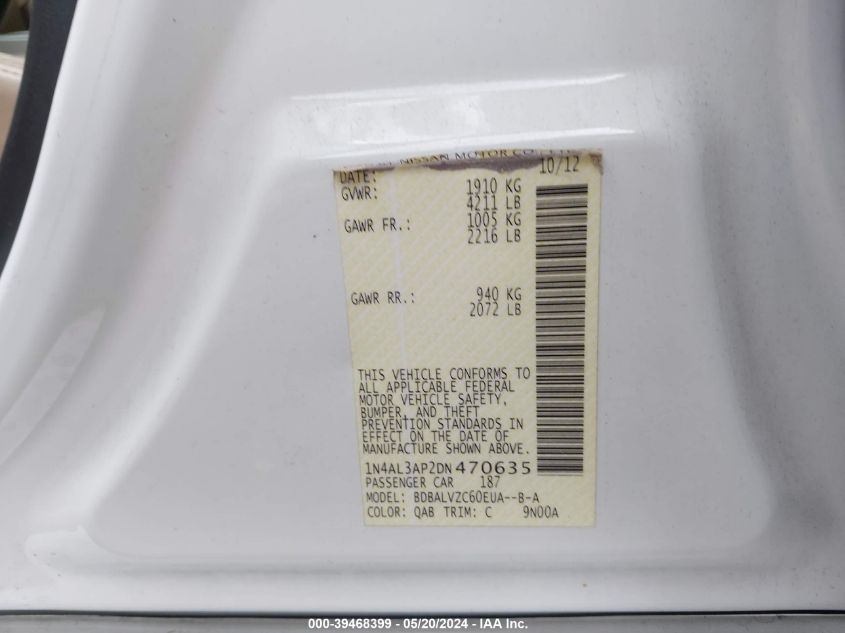 NISSAN MOTOR CO
DATE: 10/12
GVWR: 1910 KG
4211 LB
GAWR FR.: 1005 KG
2216 LB
GAWR RR.: 940 KG
2072 LB
THIS VEHICLE CONFORMS TO
ALL APPLICABLE FEDERAL
MOTOR VEHICLE SAFETY,
BUMPER, AND THEFT
PREVENTION STANDARDS IN
EFFECT ON THE DATE OF
MANUFACTURE SHOWN ABOVE.
1N4AL3AP2DN470635
PASSENGER CAR 187
MODEL: BDBALVZC60EUA--B-A
COLOR: QAB TRIM: C 9N00A
000-39468399 - 05/20/2024 - IAA Inc.